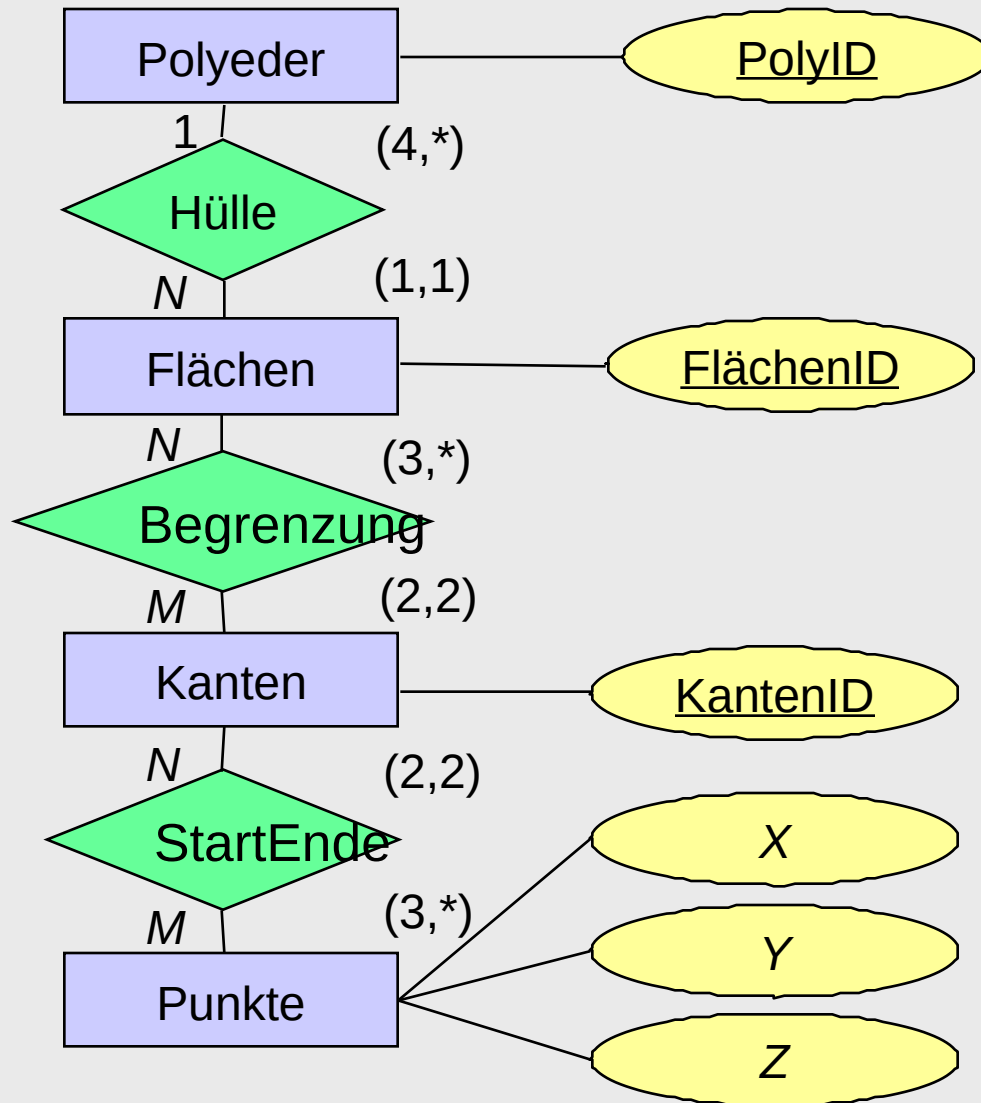 Polyeder
PolyID
1
(4,*)
Hülle
(1,1)
N
Flächen
FlächenID
N
(3,*)
Begrenzung
(2,2)
M
Kanten
KantenID
N
(2,2)
StartEnde
X
(3,*)
M
Y
Punkte
Z